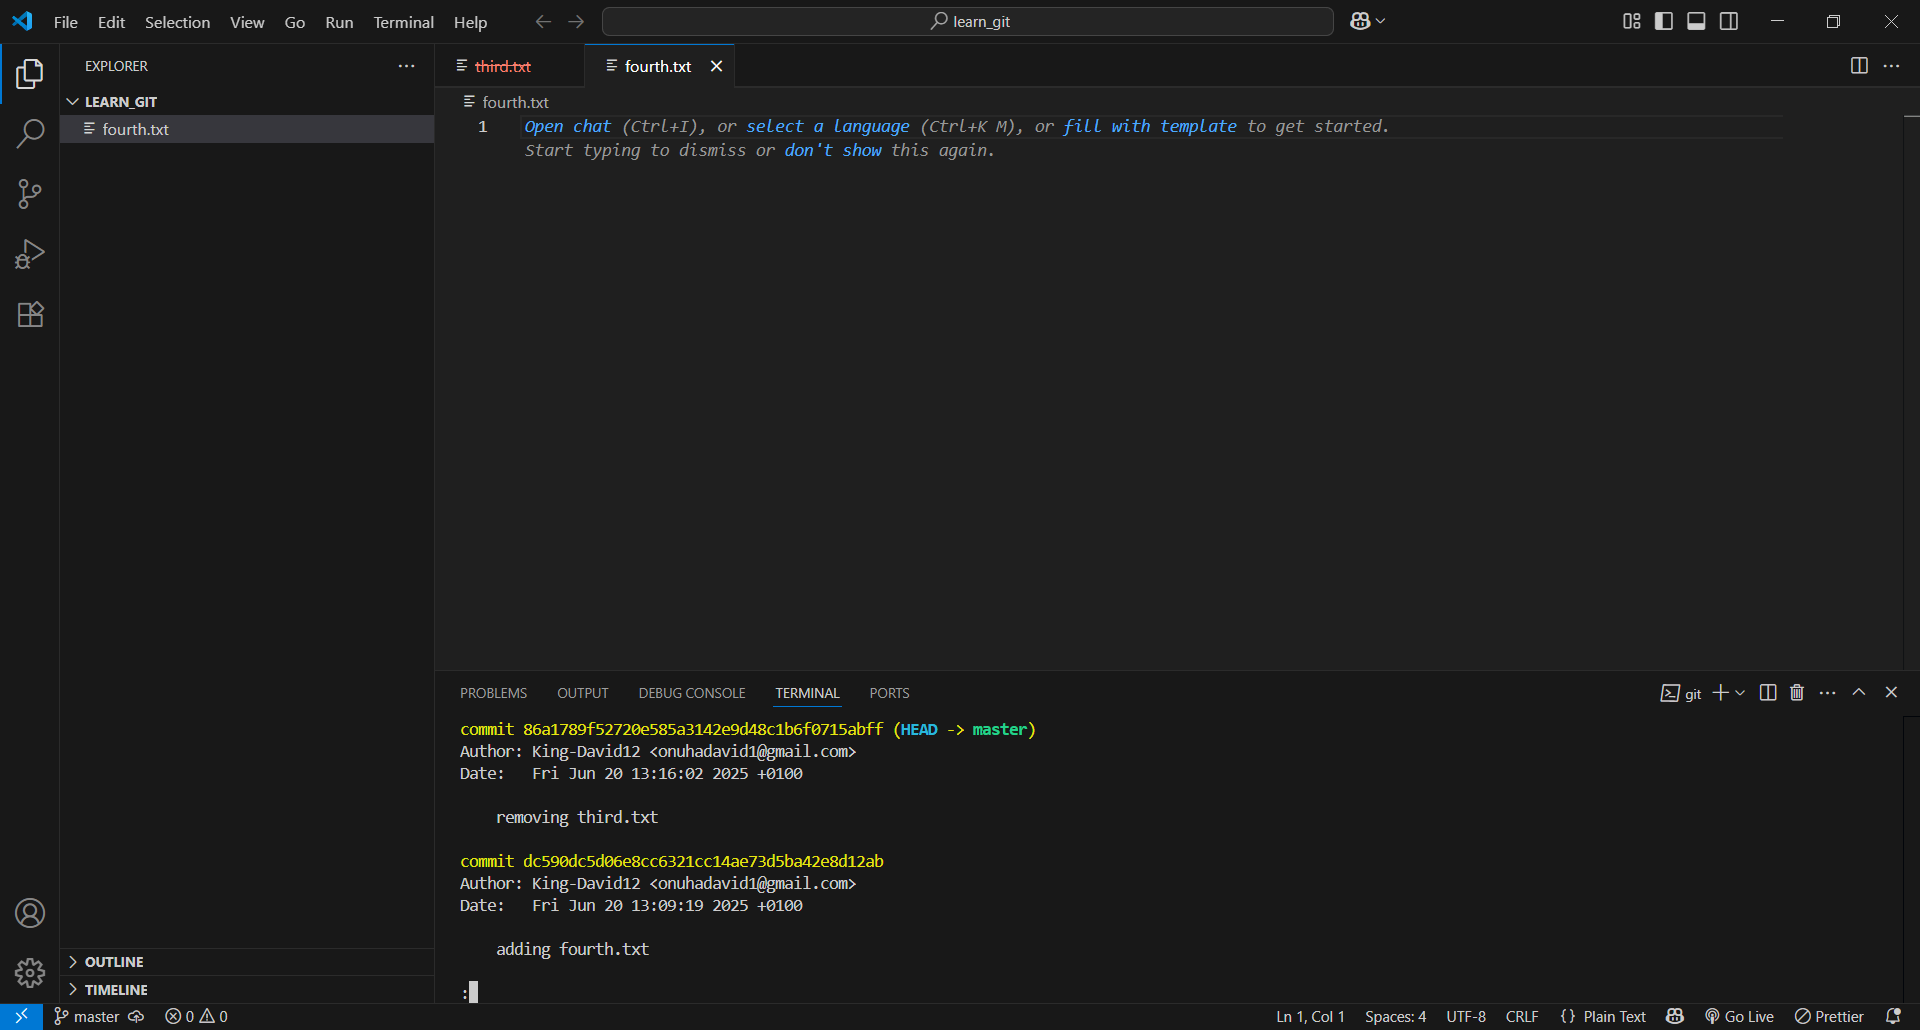 File Edit Selection View Go Run Terminal Help learn_git
EXPLORER
LEARN_GIT
fourth.txt
third.txt fourth.txt
fourth.txt
1 Open chat (Ctrl+I), or select a language (Ctrl+K M), or fill with template to get started.
Start typing to dismiss or don't show this again.
PROBLEMS OUTPUT DEBUG CONSOLE TERMINAL PORTS git
commit 86a1789f52720e585a3142e9d48c1b6f0715abff (HEAD -> master)
Author: King-David12 <onuhadavid1@gmail.com>
Date: Fri Jun 20 13:16:02 2025 +0100
removing third.txt
commit dc590dc5d06e8cc6321cc14ae73d5ba42e8d12ab
Author: King-David12 <onuhadavid1@gmail.com>
Date: Fri Jun 20 13:09:19 2025 +0100
adding fourth.txt
:
OUTLINE
TIMELINE
master 0 0 Ln 1, Col 1 Spaces: 4 UTF-8 CRLF {} Plain Text Go Live Prettier